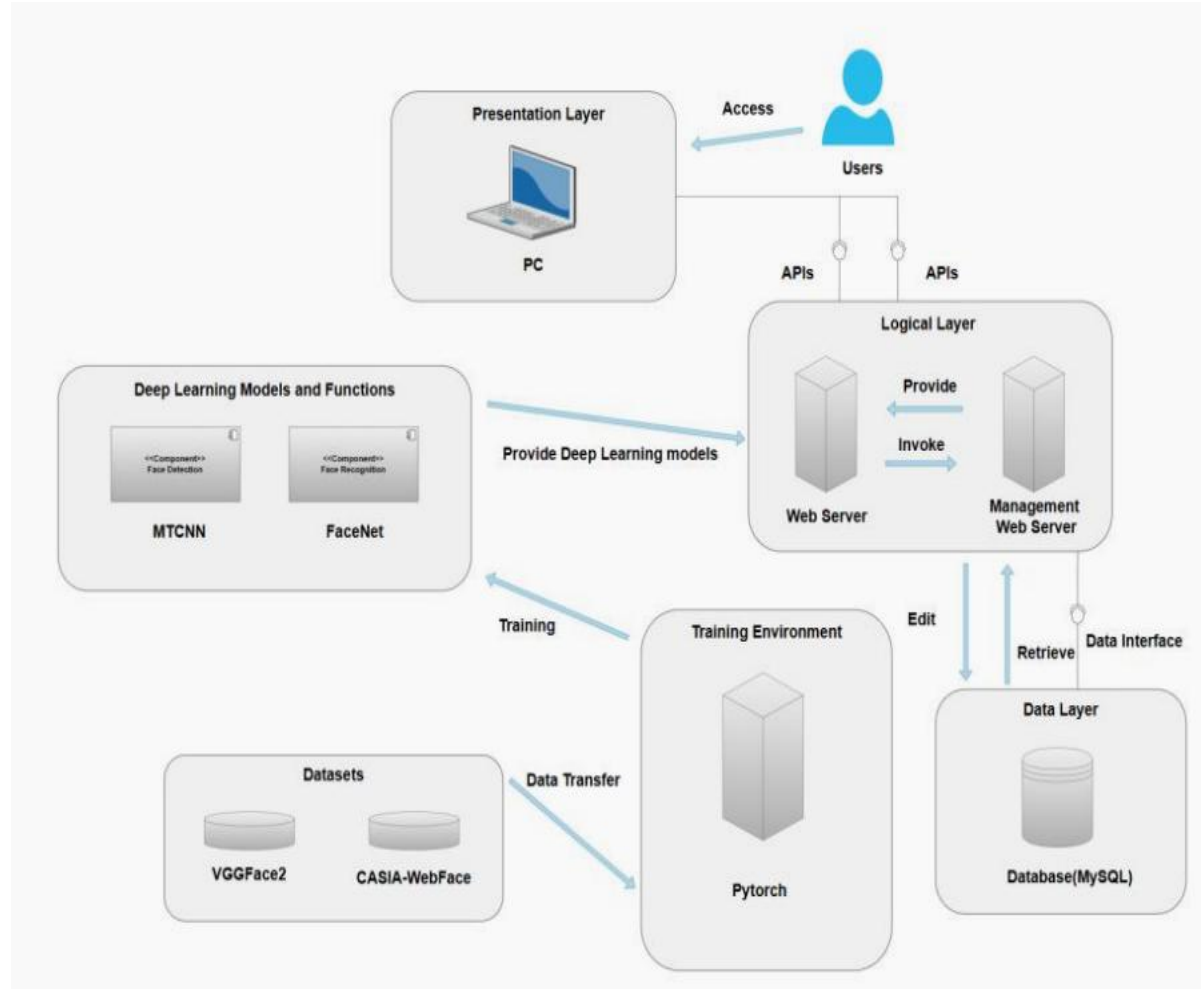 Presentation Layer
PC
Access
Users
APIs
APIs
Logical Layer
Provide
Invoke
Web Server
Management
Web Server
Deep Learning Models and Functions
<<Component>>
Face Detection
<<Component>>
Face Recognition
MTCNN
FaceNet
Provide Deep Learning models
Training
Training Environment
Pytorch
Edit
Retrieve
Data Interface
Data Layer
Database(MySQL)
Datasets
VGGFace2
CASIA-WebFace
Data Transfer